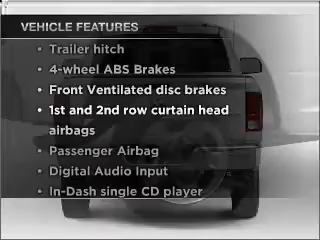 VEHICLE FEATURES
• Trailer hitch
• 4-wheel ABS Brakes
• Front Ventilated disc brakes
• 1st and 2nd row curtain head
airbags
• Passenger Airbag
• Digital Audio Input
• In-Dash single CD player